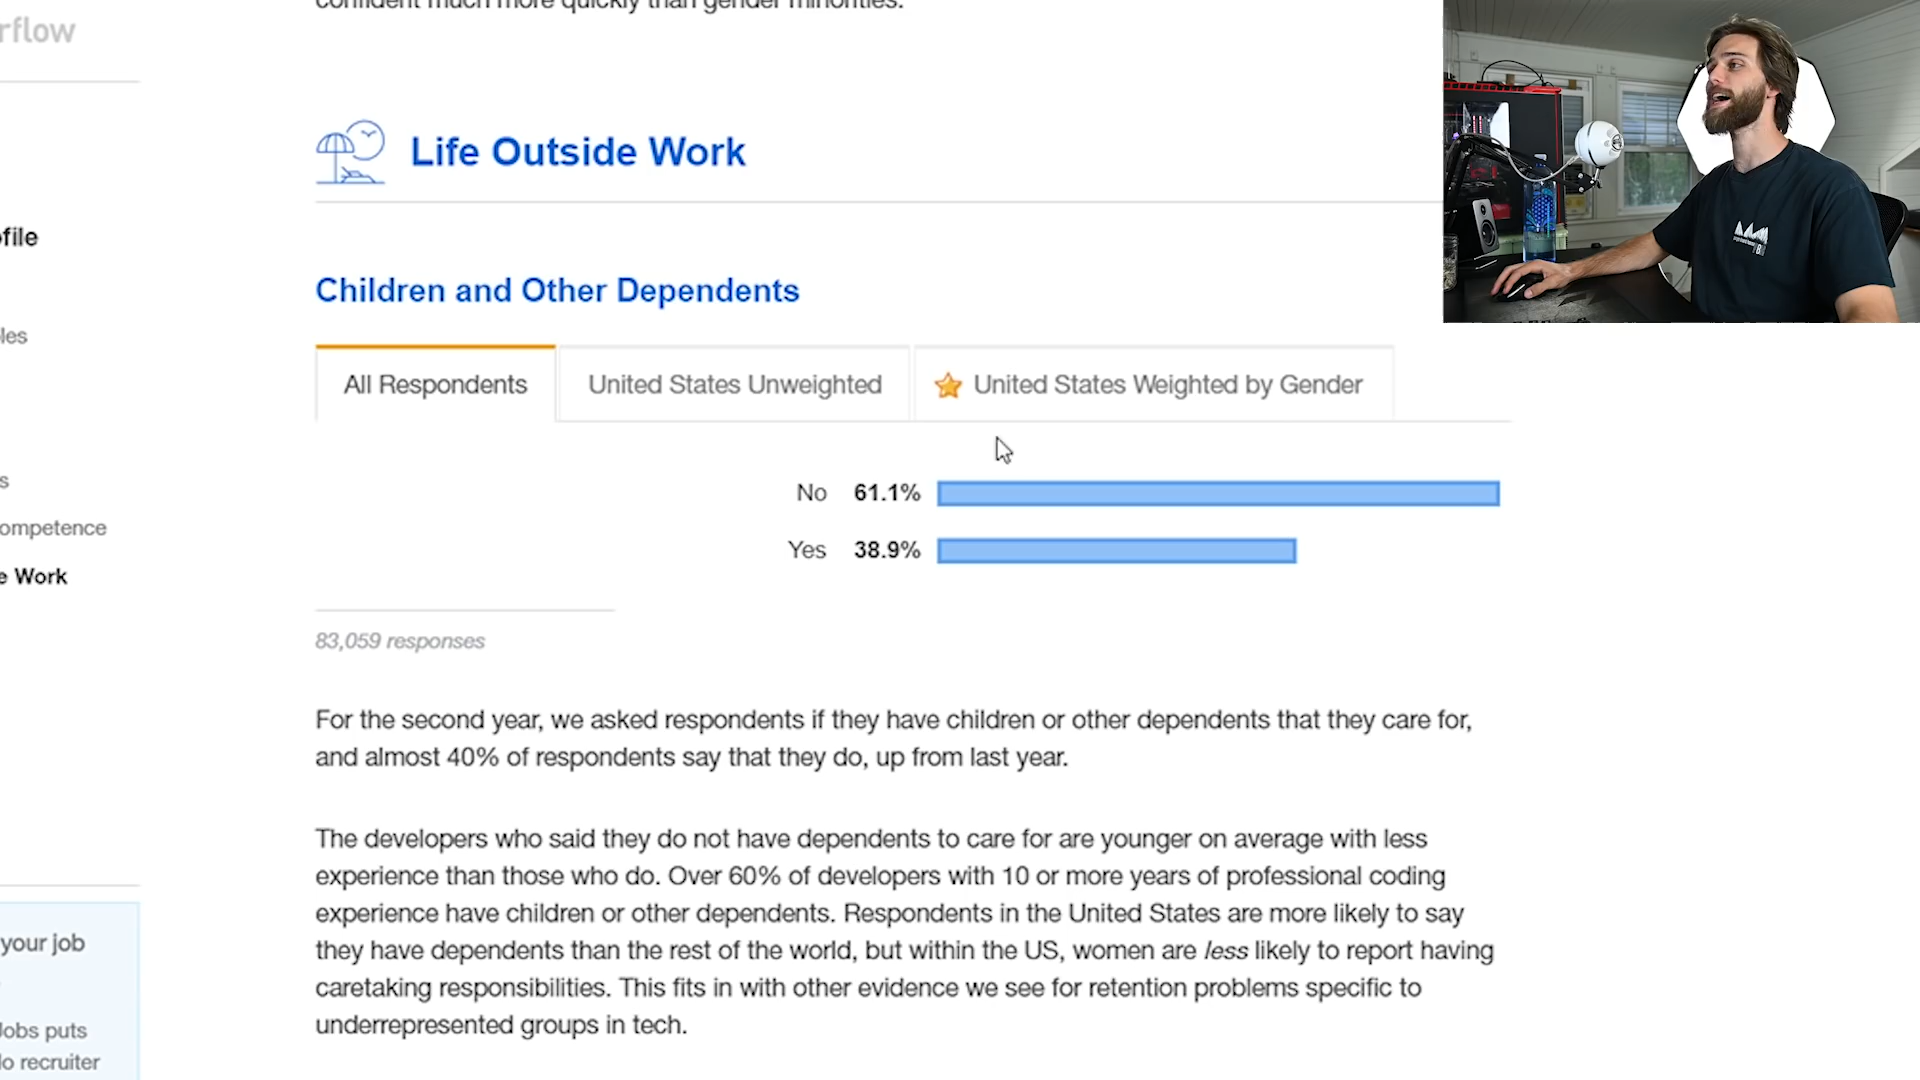 confident much more quickly than gender minorities.
rflow
Life Outside Work
file
Children and Other Dependents
les
All Respondents
United States Unweighted
United States Weighted by Gender
s
No 61.1%
ompetence
Yes 38.9%
e Work
83,059 responses
For the second year, we asked respondents if they have children or other dependents that they care for,
and almost 40% of respondents say that they do, up from last year.
The developers who said they do not have dependents to care for are younger on average with less
experience than those who do. Over 60% of developers with 10 or more years of professional coding
experience have children or other dependents. Respondents in the United States are more likely to say
they have dependents than the rest of the world, but within the US, women are less likely to report having
caretaking responsibilities. This fits in with other evidence we see for retention problems specific to
underrepresented groups in tech.
your job
Jobs puts
o recruiter